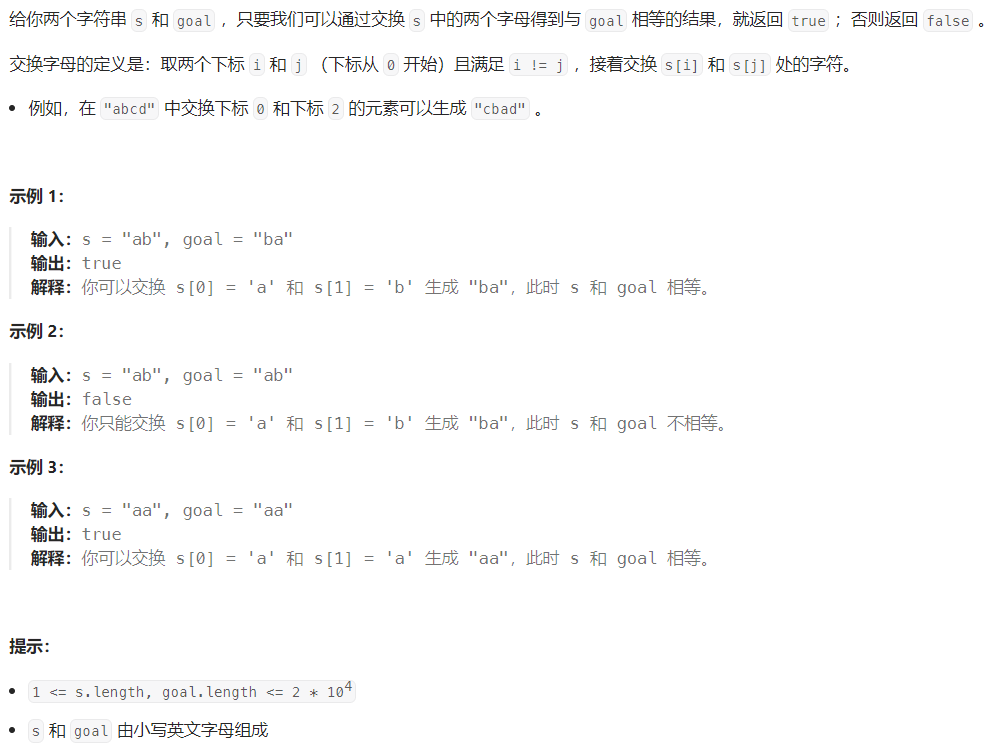 给你两个字符串 s 和 goal ，只要我们可以通过交换 s 中的两个字母得到与 goal 相等的结果，就返回 true ；否则返回 false 。
交换字母的定义是：取两个下标 i 和 j （下标从 0 开始）且满足 i != j ，接着交换 s[i] 和 s[j] 处的字符。
• 例如，在 "abcd" 中交换下标 0 和下标 2 的元素可以生成 "cbad" 。
示例 1：
输入：s = "ab", goal = "ba"
输出：true
解释：你可以交换 s[0] = 'a' 和 s[1] = 'b' 生成 "ba"，此时 s 和 goal 相等。
示例 2：
输入：s = "ab", goal = "ab"
输出：false
解释：你只能交换 s[0] = 'a' 和 s[1] = 'b' 生成 "ba"，此时 s 和 goal 不相等。
示例 3：
输入：s = "aa", goal = "aa"
输出：true
解释：你可以交换 s[0] = 'a' 和 s[1] = 'a' 生成 "aa"，此时 s 和 goal 相等。
提示：
• 1 <= s.length, goal.length <= 2 * 10⁴
• s 和 goal 由小写英文字母组成